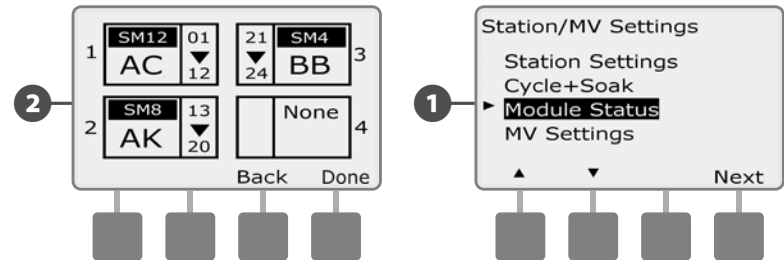 2
1
SM12
AC
01
12
21
24
SM4
BB
3
2
SM8
AK
13
20
None
4
Back Done
1
Station/MV Settings
Station Settings
Cycle+Soak
Module Status
MV Settings
Next